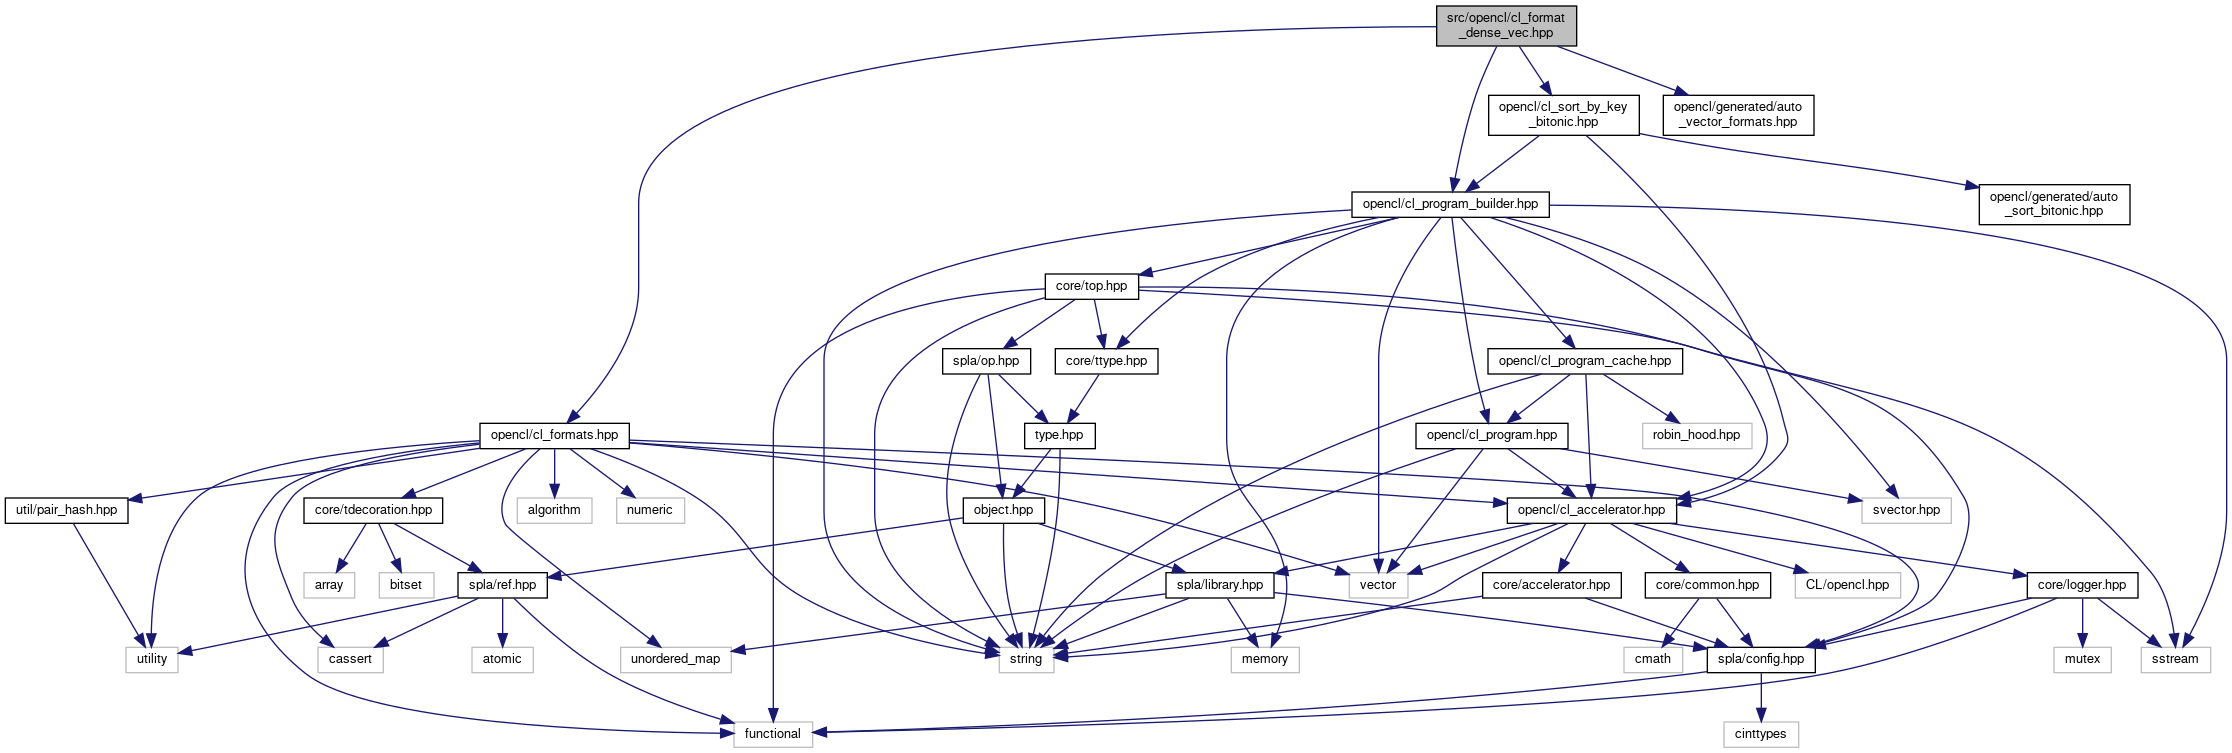 src/opencl/cl_format
_dense_vec.hpp
opencl/cl_sort_by_key
_bitonic.hpp
opencl/generated/auto
_vector_formats.hpp
opencl/cl_program_builder.hpp
opencl/generated/auto
_sort_bitonic.hpp
core/top.hpp
spla/op.hpp
core/ttype.hpp
opencl/cl_program_cache.hpp
opencl/cl_formats.hpp
type.hpp
opencl/cl_program.hpp
robin_hood.hpp
util/pair_hash.hpp
core/tdecoration.hpp
algorithm
numeric
object.hpp
opencl/cl_accelerator.hpp
svector.hpp
array
bitset
spla/ref.hpp
spla/library.hpp
vector
core/accelerator.hpp
core/common.hpp
CL/opencl.hpp
core/logger.hpp
utility
cassert
atomic
unordered_map
string
memory
cmath
spla/config.hpp
mutex
sstream
functional
cinttypes